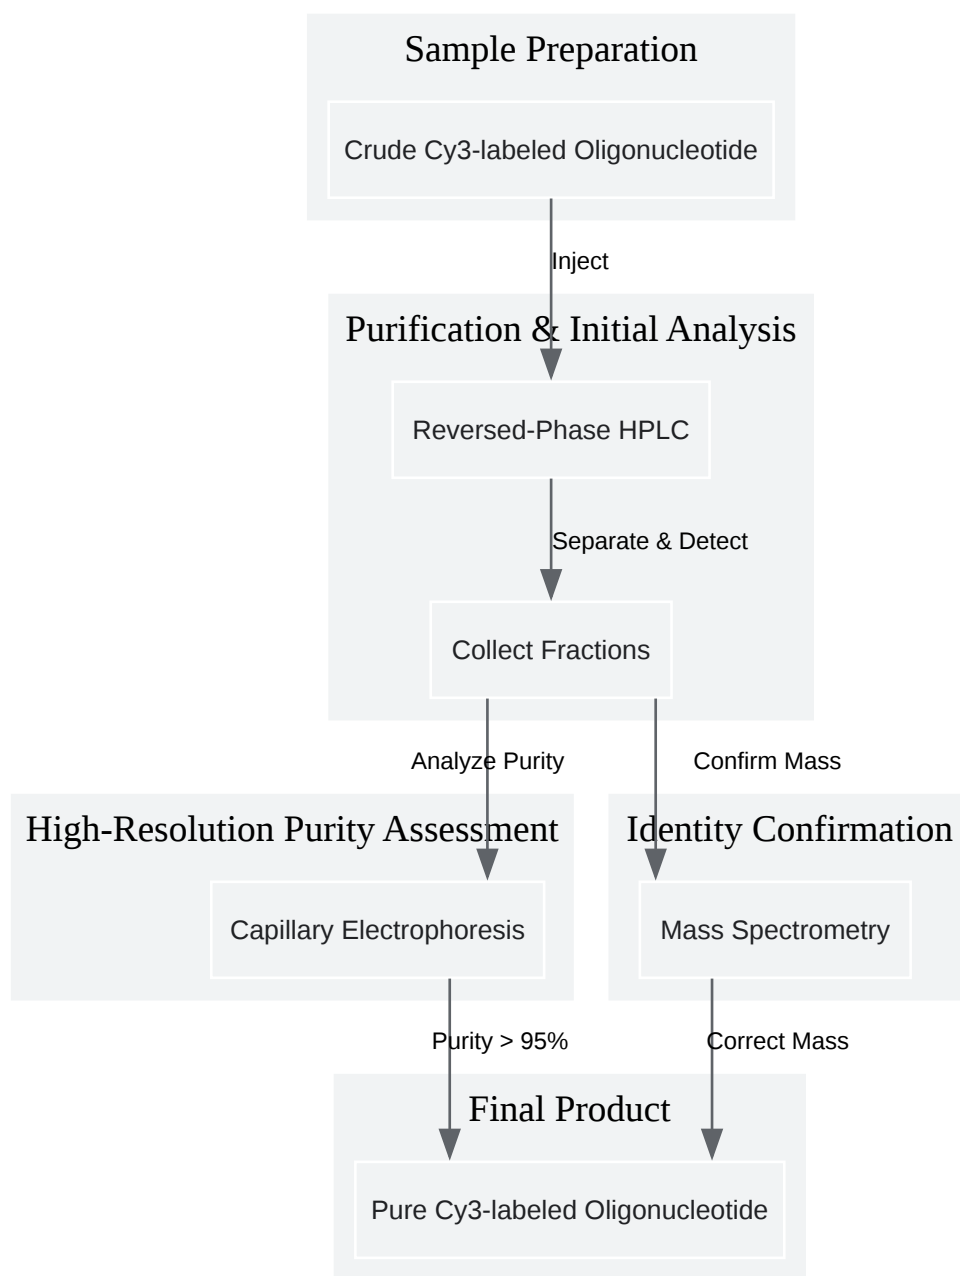 Sample Preparation
Crude Cy3-labeled Oligonucleotide
Inject
Purification & Initial Analysis
Reversed-Phase HPLC
Separate & Detect
Collect Fractions
Analyze Purity
Confirm Mass
High-Resolution Purity Assessment
Identity Confirmation
Capillary Electrophoresis
Mass Spectrometry
Purity > 95%
Correct Mass
Final Product
Pure Cy3-labeled Oligonucleotide